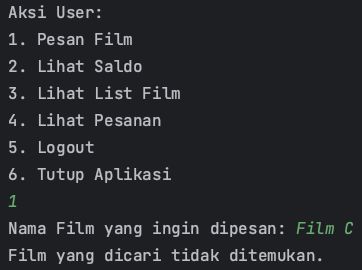 Aksi User:
1. Pesan Film
2. Lihat Saldo
3. Lihat List Film
4. Lihat Pesanan
5. Logout
6. Tutup Aplikasi
1
Nama Film yang ingin dipesan: Film C
Film yang dicari tidak ditemukan.